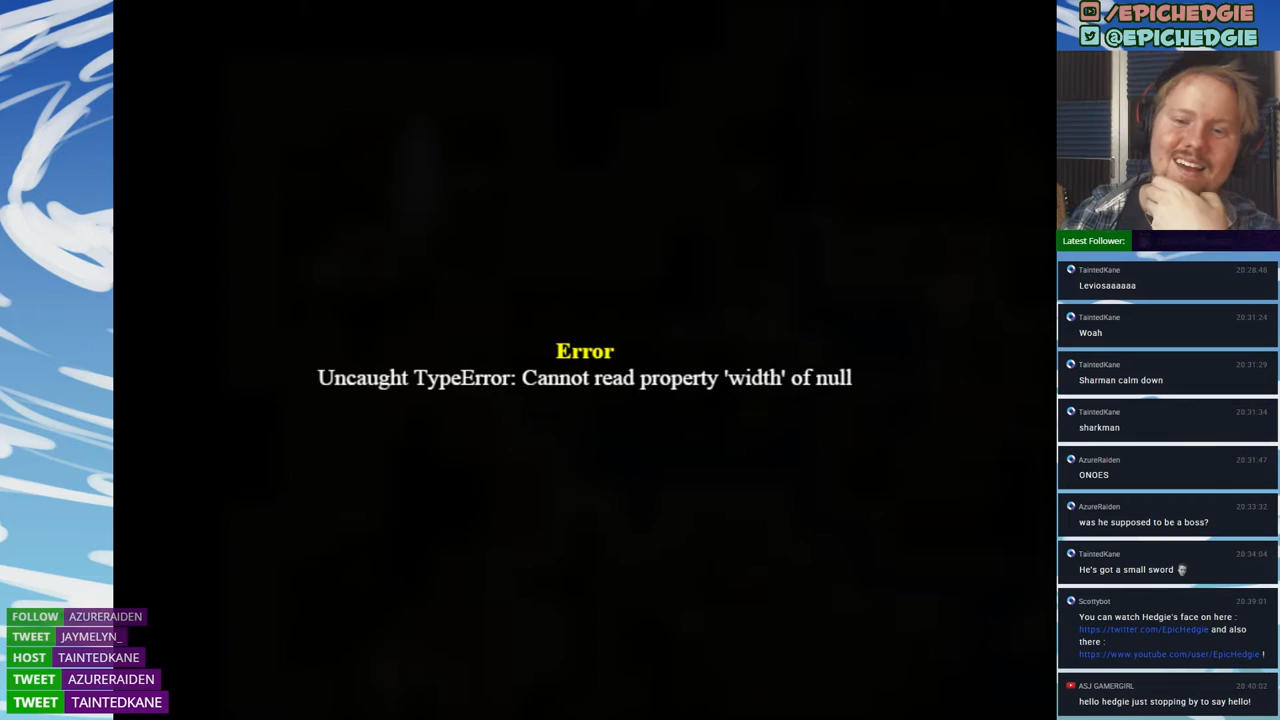 /EPICHEDGIE
@EPICHEDGIE
Latest Follower:
TaintedKane 20:28:48
Leviosaaaaaa
TaintedKane 20:31:24
Woah
TaintedKane 20:31:29
Sharman calm down
TaintedKane 20:31:34
sharkman
AzureRaiden 20:31:47
ONOES
AzureRaiden 20:33:32
was he supposed to be a boss?
TaintedKane 20:34:04
He's got a small sword
Scottybot 20:39:01
You can watch Hedgie's face on here :
https://twitter.com/EpicHedgie and also
there :
https://www.youtube.com/user/EpicHedgie !
ASJ GAMERGIRL 20:40:02
hello hedgie just stopping by to say hello!
Error
Uncaught TypeError: Cannot read property 'width' of null
FOLLOW AZURERAIDEN
TWEET JAYMELYN_
HOST TAINTEDKANE
TWEET AZURERAIDEN
TWEET TAINTEDKANE